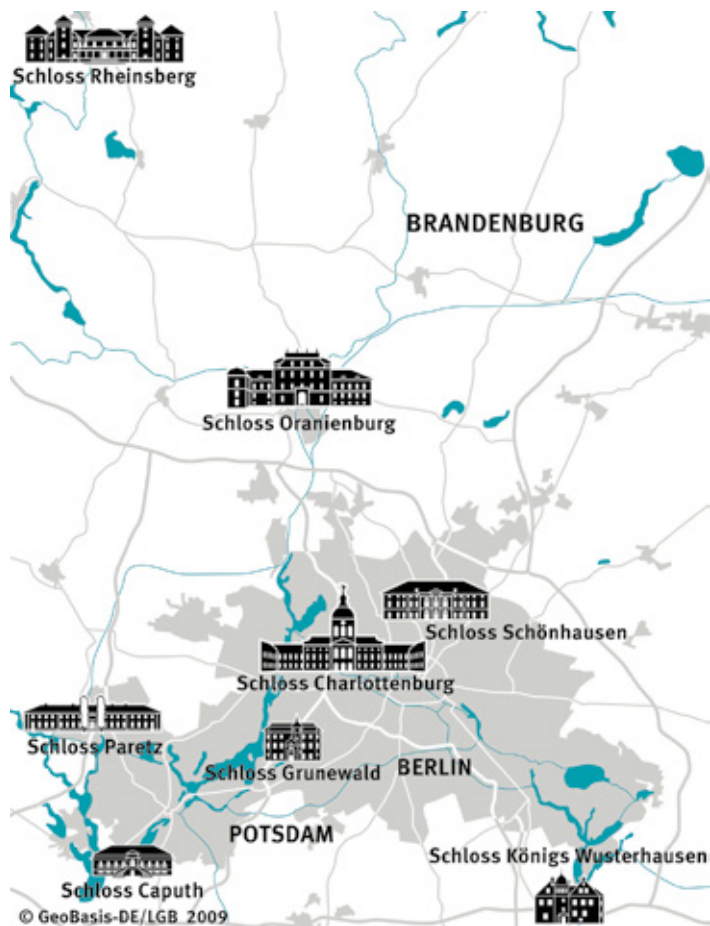 Schloss Rheinsberg
BRANDENBURG
Schloss Oranienburg
Schloss Schönhausen
Schloss Charlottenburg
Schloss Paretz
Schloss Grunewald
BERLIN
POTSDAM
Schloss Königs Wusterhausen
Schloss Caputh
© GeoBasis-DE/LGB 2009